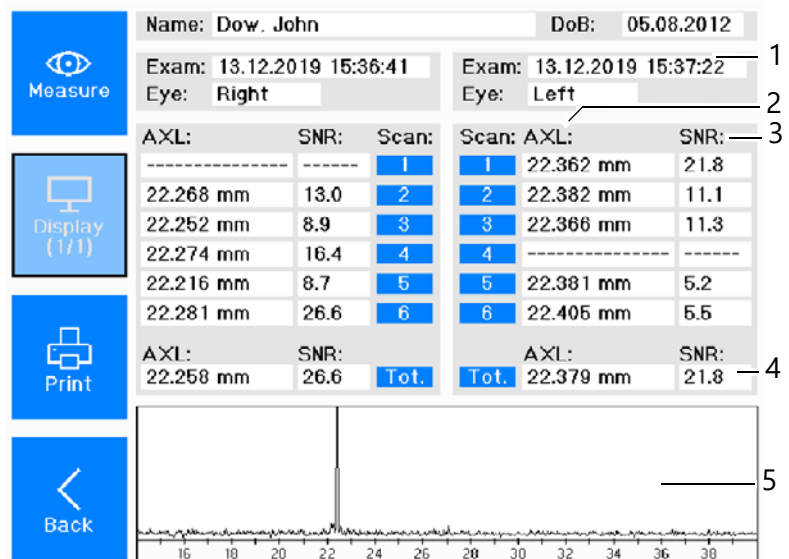 Name: Dow, John DoB: 05.08.2012
Measure
Exam: 13.12.2019 15:36:41
Eye: Right
Exam: 13.12.2019 15:37:22
Eye: Left
1
2
3
AXL: SNR: Scan:
--------------- ------ 1
22.268 mm 13.0 2
22.252 mm 8.9 3
22.274 mm 16.4 4
22.216 mm 8.7 5
22.281 mm 26.6 6
AXL: SNR:
22.258 mm 26.6 Tot.
Scan: AXL: SNR:
1 22.362 mm 21.8
2 22.382 mm 11.1
3 22.366 mm 11.3
4 --------------- ------
5 22.381 mm 5.2
6 22.405 mm 5.5
AXL: SNR:
Tot. 22.379 mm 21.8
4
Display
(1/1)
Print
Back
5
16 18 20 22 24 26 28 30 32 34 36 38